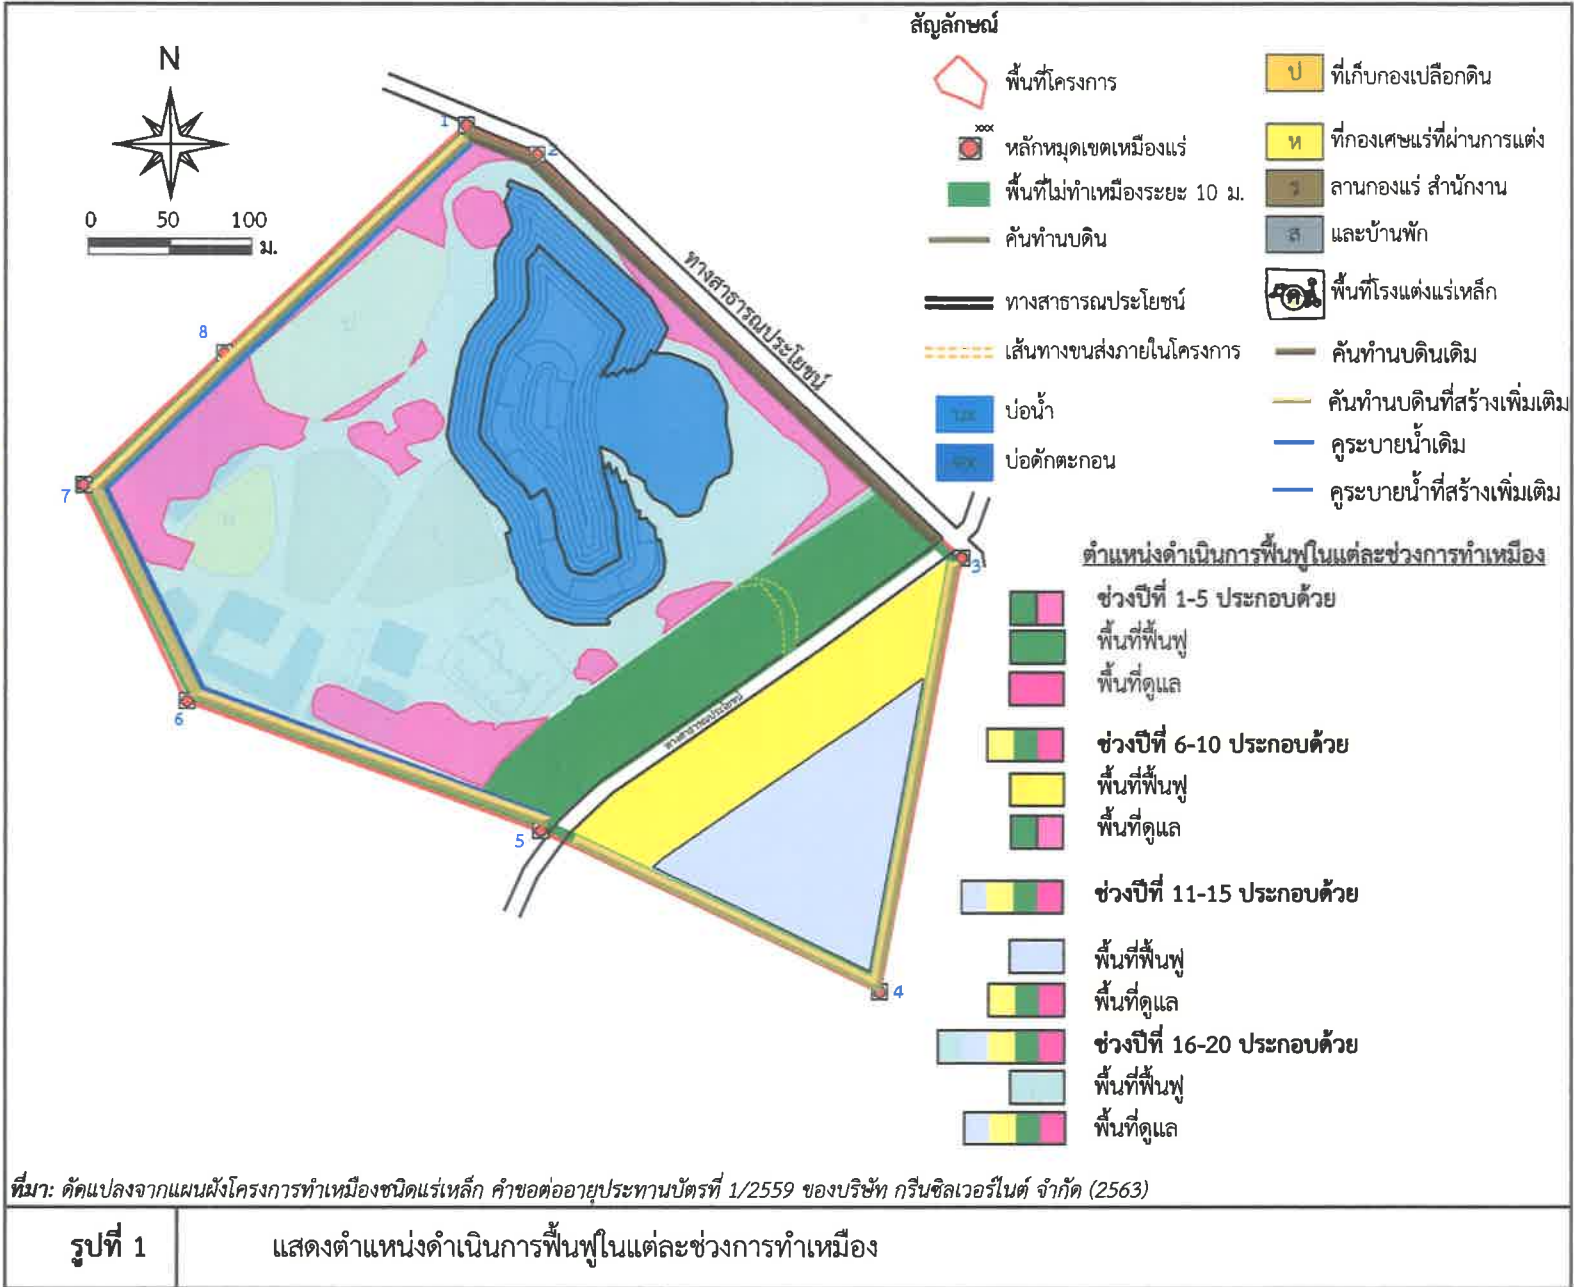 สัญลักษณ์
พื้นที่โครงการ
xxx
หลักหมุดเขตเหมืองแร่
พื้นที่ไม่ทำเหมืองระยะ 10 ม.
คันทำนบดิน
ทางสาธารณประโยชน์
เส้นทางขนส่งภายในโครงการ
บ่อน้ำ
บ่อดักตะกอน
ป ที่เก็บกองเปลือกดิน
ห ที่กองเศษแร่ที่ผ่านการแต่ง
ร ลานกองแร่ สำนักงาน
ส และบ้านพัก
ค พื้นที่โรงแต่งแร่เหล็ก
คันทำนบดินเดิม
คันทำนบดินที่สร้างเพิ่มเติม
คูระบายน้ำเดิม
คูระบายน้ำที่สร้างเพิ่มเติม
N
0 50 100
ม.
1
2
3
4
5
6
7
8
ทางสาธารณประโยชน์
ทางสาธารณประโยชน์
ตำแหน่งดำเนินการฟื้นฟูในแต่ละช่วงการทำเหมือง
ช่วงปีที่ 1-5 ประกอบด้วย
พื้นที่ฟื้นฟู
พื้นที่ดูแล
ช่วงปีที่ 6-10 ประกอบด้วย
พื้นที่ฟื้นฟู
พื้นที่ดูแล
ช่วงปีที่ 11-15 ประกอบด้วย
พื้นที่ฟื้นฟู
พื้นที่ดูแล
ช่วงปีที่ 16-20 ประกอบด้วย
พื้นที่ฟื้นฟู
พื้นที่ดูแล
ที่มา: ดัดแปลงจากแผนผังโครงการทำเหมืองชนิดแร่เหล็ก คำขอต่ออายุประทานบัตรที่ 1/2559 ของบริษัท กรีนซิลเวอร์ไนต์ จำกัด (2563)
รูปที่ 1 แสดงตำแหน่งดำเนินการฟื้นฟูในแต่ละช่วงการทำเหมือง